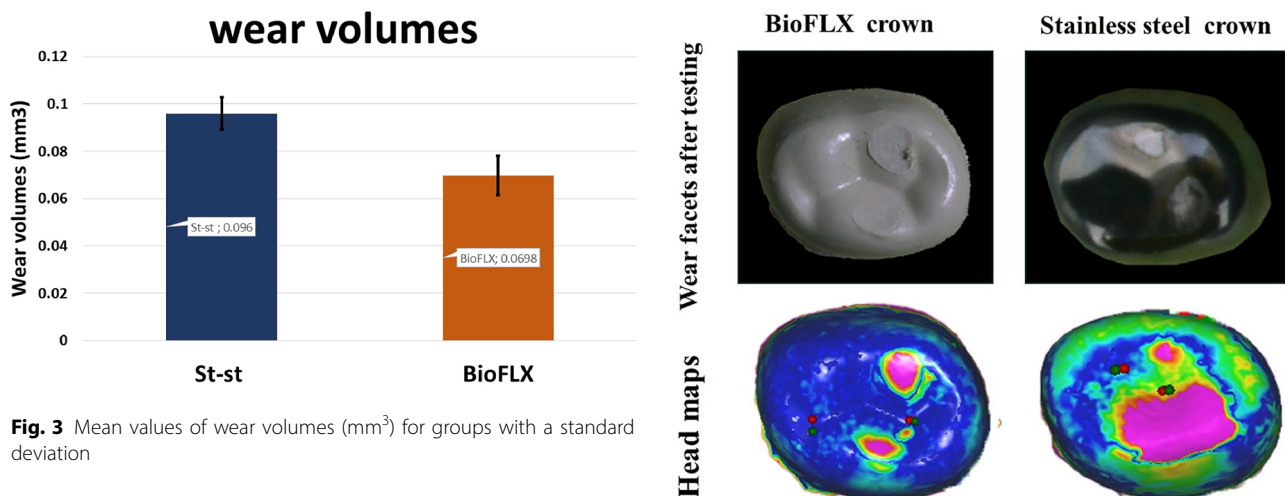 wear volumes
0.12
0.1
0.08
0.06
0.04
0.02
0
Wear volumes (mm3)
St-st ; 0.096
BioFLX; 0.0698
St-st
BioFLX
Fig. 3 Mean values of wear volumes (mm³) for groups with a standard
deviation
BioFLX crown
Stainless steel crown
Wear facets after testing
Head maps